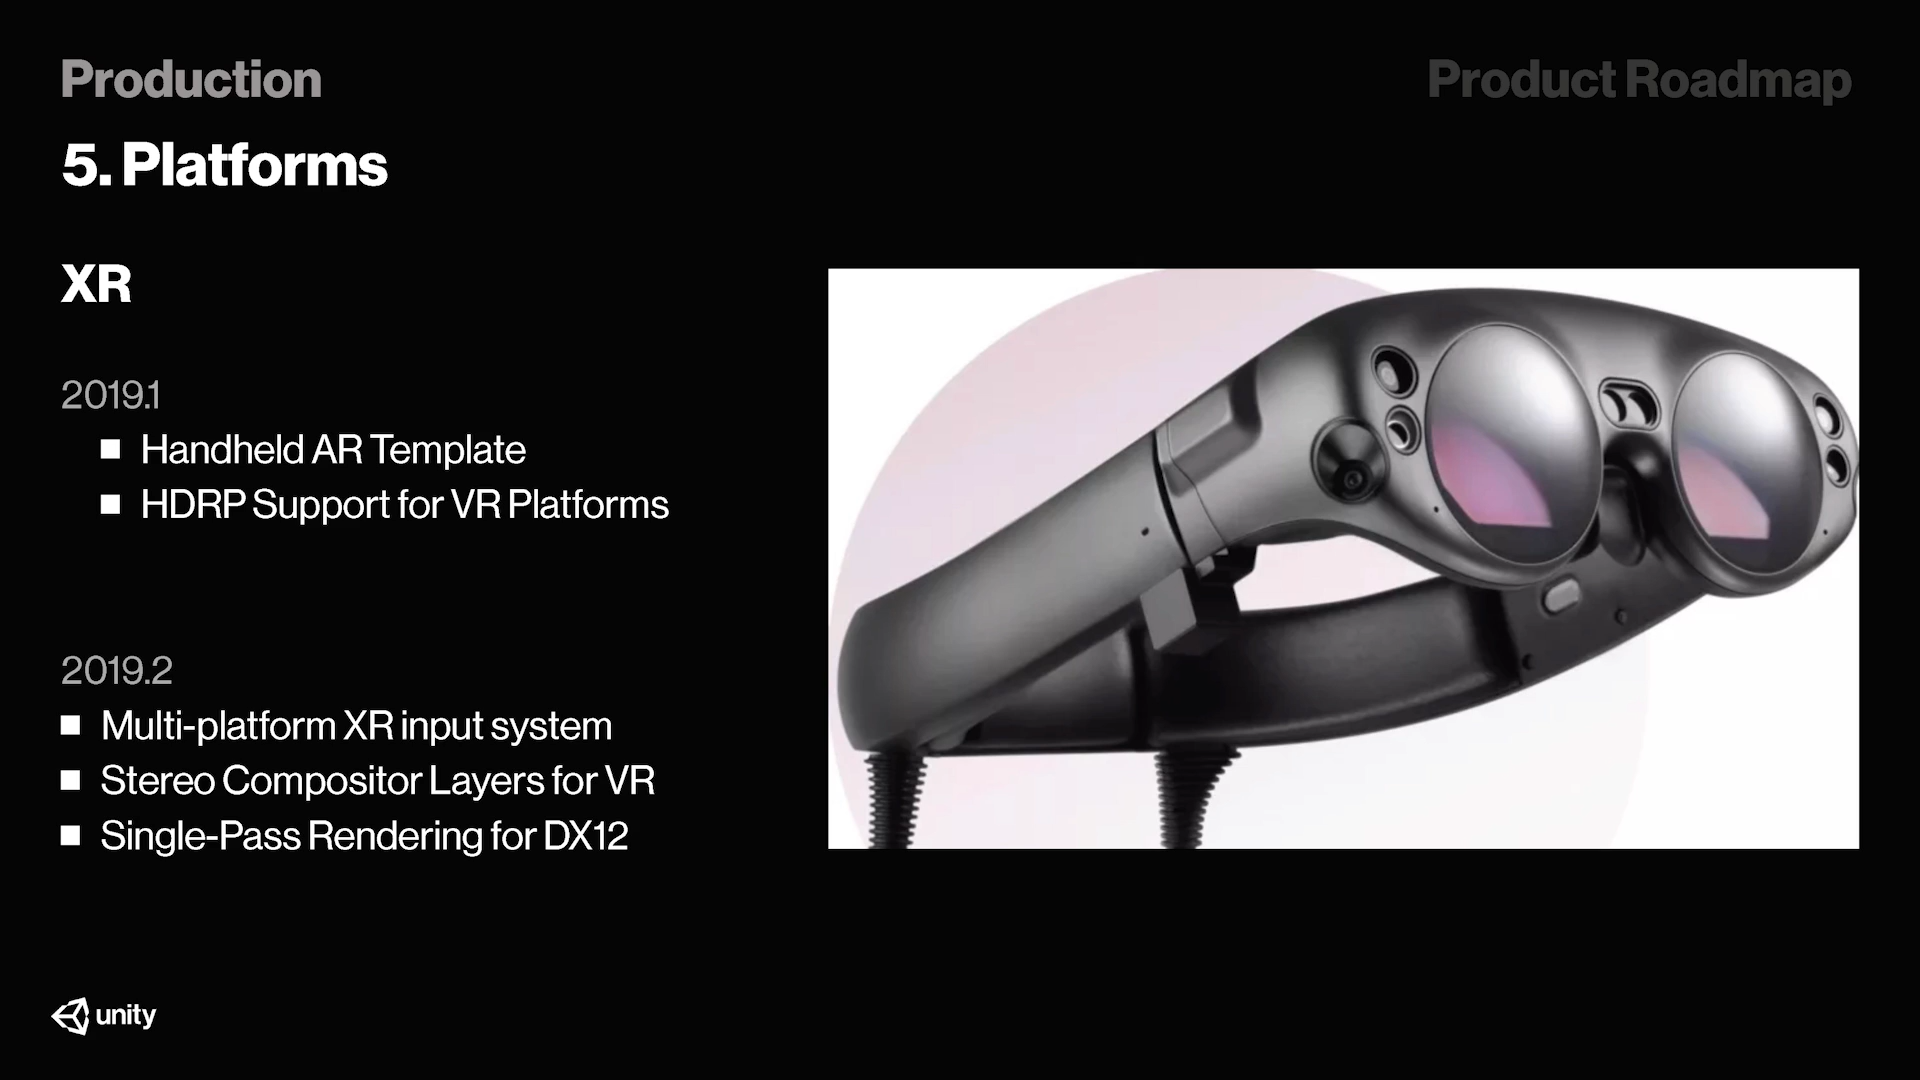 Production
Product Roadmap
5. Platforms
XR
2019.1
Handheld AR Template
HDRP Support for VR Platforms
2019.2
Multi-platform XR input system
Stereo Compositor Layers for VR
Single-Pass Rendering for DX12
unity